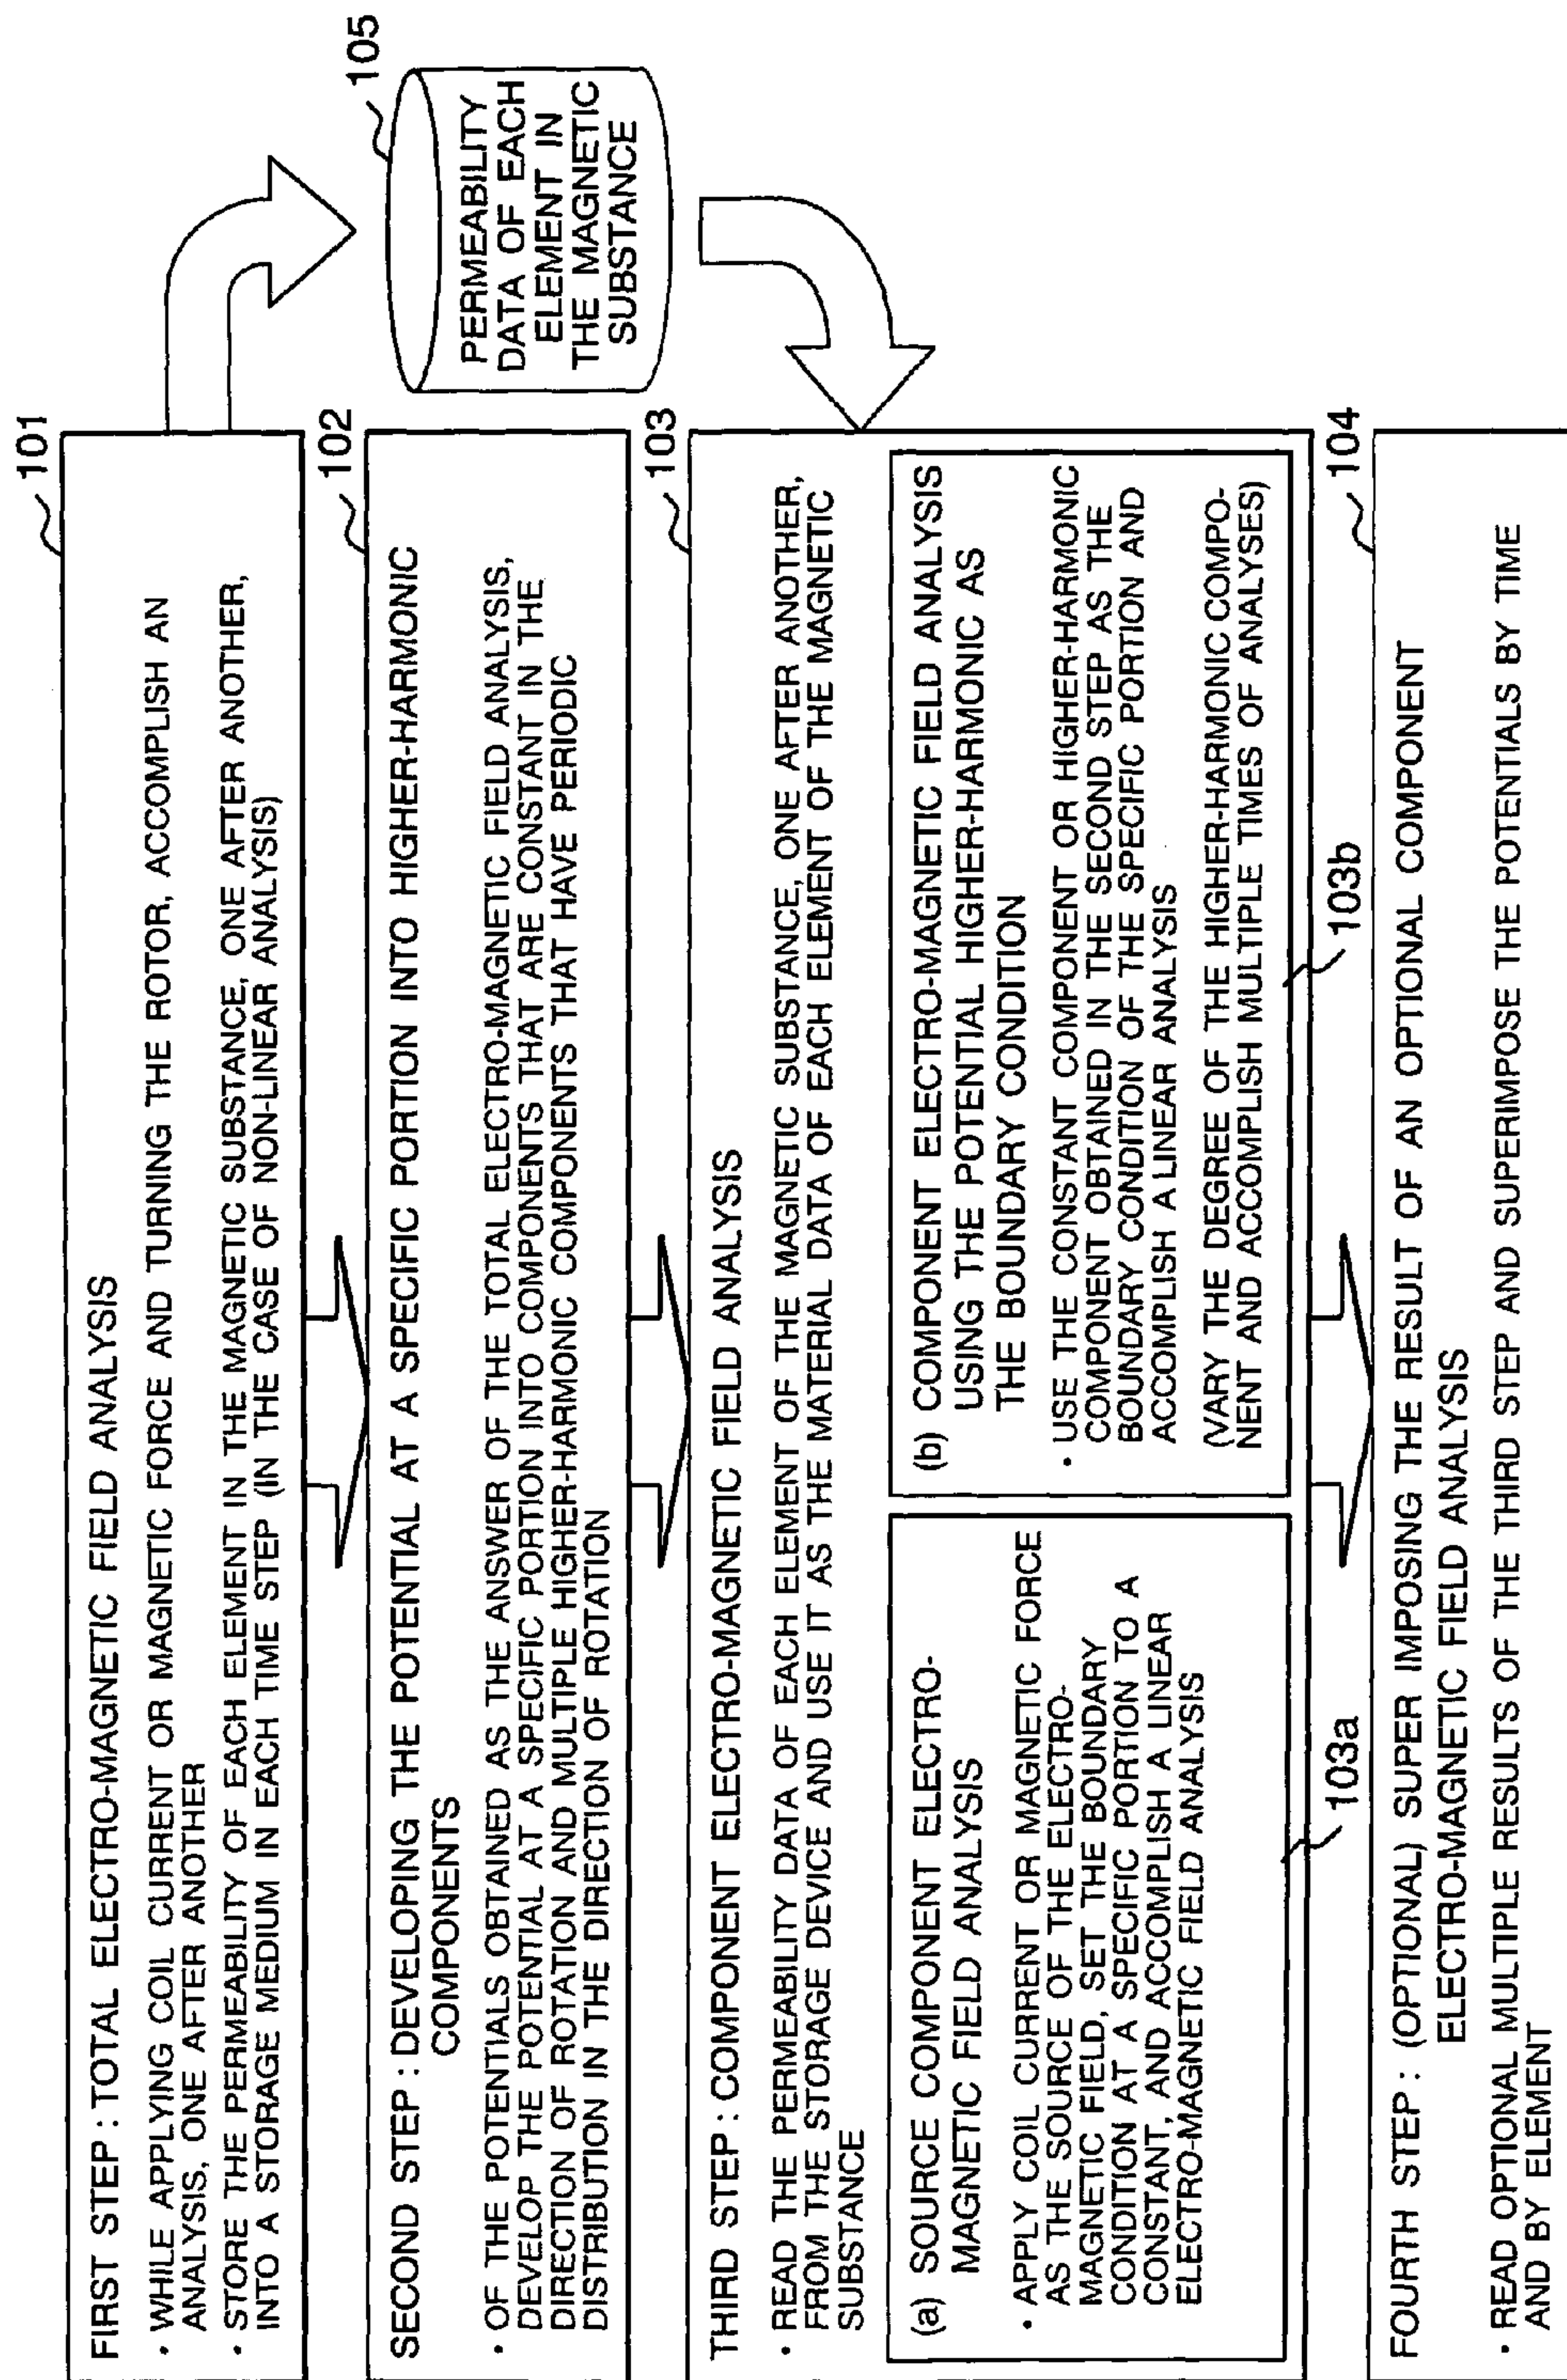 101
FIRST STEP : TOTAL ELECTRO-MAGNETIC FIELD ANALYSIS
• WHILE APPLYING COIL CURRENT OR MAGNETIC FORCE AND TURNING THE ROTOR, ACCOMPLISH AN
ANALYSIS, ONE AFTER ANOTHER
• STORE THE PERMEABILITY OF EACH ELEMENT IN THE MAGNETIC SUBSTANCE, ONE AFTER ANOTHER,
INTO A STORAGE MEDIUM IN EACH TIME STEP (IN THE CASE OF NON-LINEAR ANALYSIS)
105
PERMEABILITY
DATA OF EACH
ELEMENT IN
THE MAGNETIC
SUBSTANCE
102
SECOND STEP : DEVELOPING THE POTENTIAL AT A SPECIFIC PORTION INTO HIGHER-HARMONIC
COMPONENTS
• OF THE POTENTIALS OBTAINED AS THE ANSWER OF THE TOTAL ELECTRO-MAGNETIC FIELD ANALYSIS,
DEVELOP THE POTENTIAL AT A SPECIFIC PORTION INTO COMPONENTS THAT ARE CONSTANT IN THE
DIRECTION OF ROTATION AND MULTIPLE HIGHER-HARMONIC COMPONENTS THAT HAVE PERIODIC
DISTRIBUTION IN THE DIRECTION OF ROTATION
103
THIRD STEP : COMPONENT ELECTRO-MAGNETIC FIELD ANALYSIS
• READ THE PERMEABILITY DATA OF EACH ELEMENT OF THE MAGNETIC SUBSTANCE, ONE AFTER ANOTHER,
FROM THE STORAGE DEVICE AND USE IT AS THE MATERIAL DATA OF EACH ELEMENT OF THE MAGNETIC
SUBSTANCE
(a) SOURCE COMPONENT ELECTRO-
MAGNETIC FIELD ANALYSIS
• APPLY COIL CURRENT OR MAGNETIC FORCE
AS THE SOURCE OF THE ELECTRO-
MAGNETIC FIELD, SET THE BOUNDARY
CONDITION AT A SPECIFIC PORTION TO A
CONSTANT, AND ACCOMPLISH A LINEAR
ELECTRO-MAGNETIC FIELD ANALYSIS
103a
(b) COMPONENT ELECTRO-MAGNETIC FIELD ANALYSIS
USING THE POTENTIAL HIGHER-HARMONIC AS
THE BOUNDARY CONDITION
• USE THE CONSTANT COMPONENT OR HIGHER-HARMONIC
COMPONENT OBTAINED IN THE SECOND STEP AS THE
BOUNDARY CONDITION OF THE SPECIFIC PORTION AND
ACCOMPLISH A LINEAR ANALYSIS
(VARY THE DEGREE OF THE HIGHER-HARMONIC COMPO-
NENT AND ACCOMPLISH MULTIPLE TIMES OF ANALYSES)
103b
104
FOURTH STEP : (OPTIONAL) SUPER IMPOSING THE RESULT OF AN OPTIONAL COMPONENT
ELECTRO-MAGNETIC FIELD ANALYSIS
• READ OPTIONAL MULTIPLE RESULTS OF THE THIRD STEP AND SUPERIMPOSE THE POTENTIALS BY TIME
AND BY ELEMENT